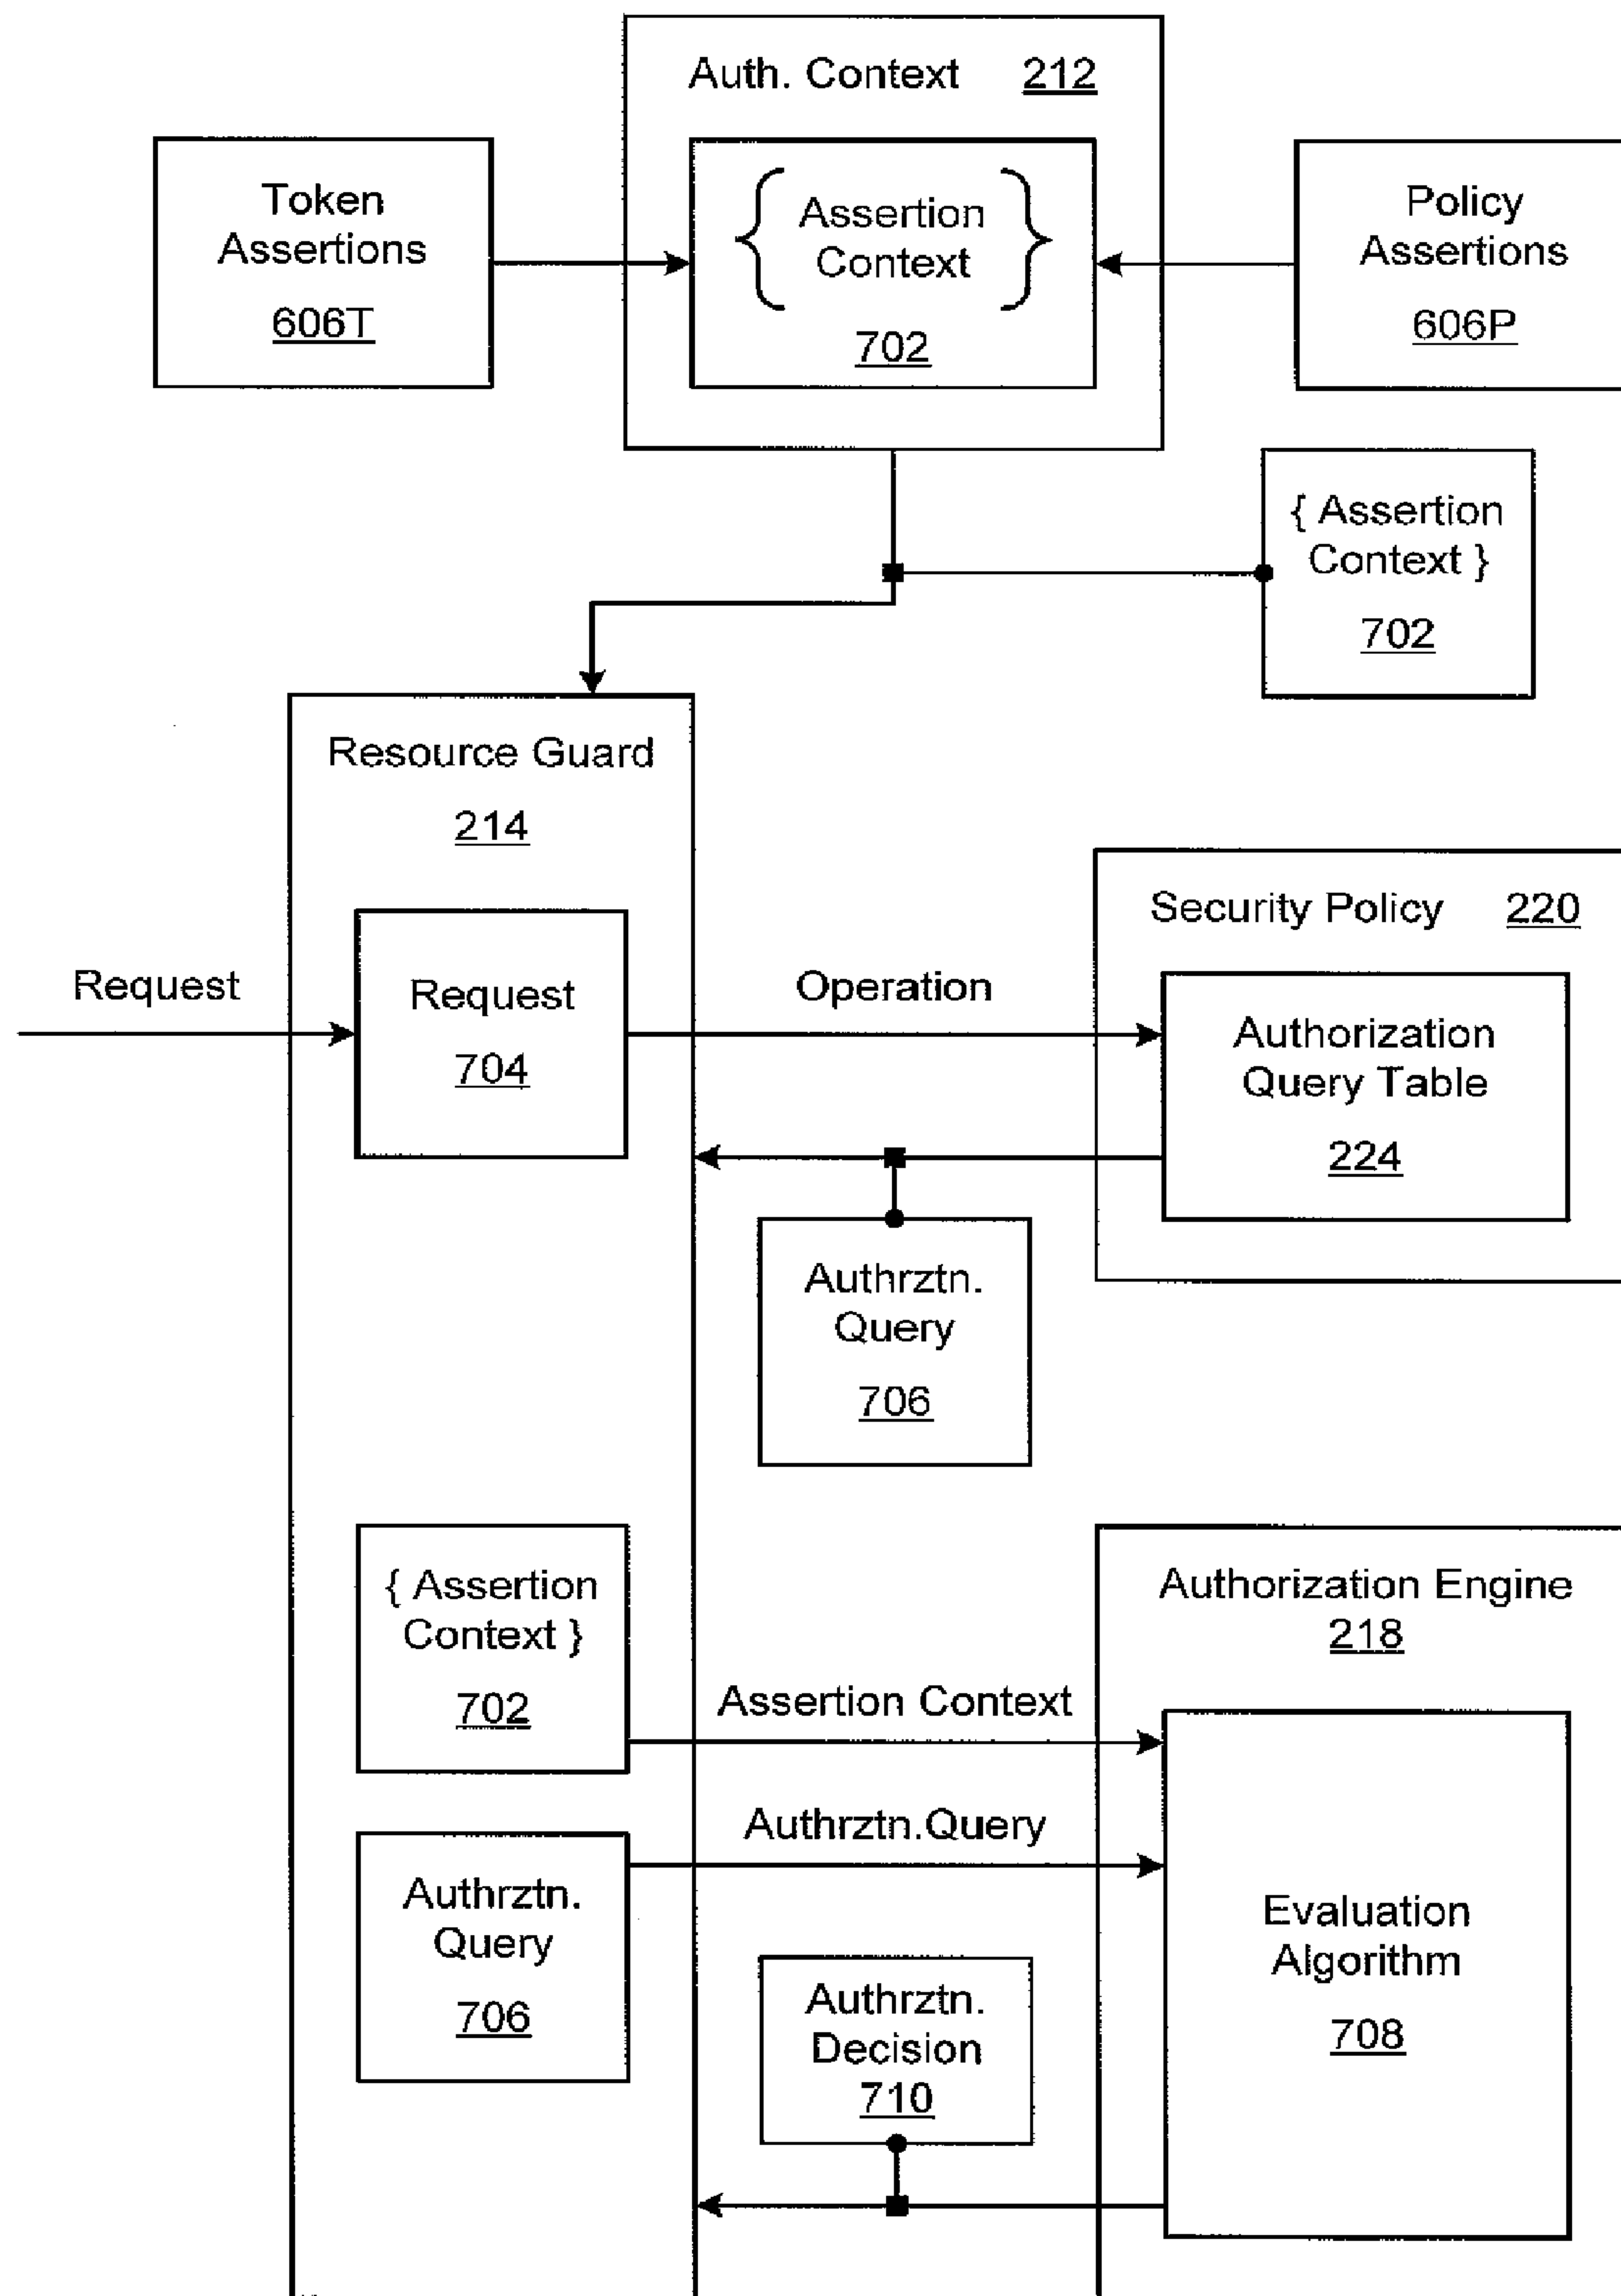 Auth. Context 212
Token
Assertions
606T
{ Assertion
Context }
702
Policy
Assertions
606P
{ Assertion
Context }
702
Resource Guard
214
Security Policy 220
Request
Request
704
Operation
Authorization
Query Table
224
Authrztn.
Query
706
{ Assertion
Context }
702
Authorization Engine
218
Assertion Context
Authrztn.Query
Authrztn.
Query
706
Evaluation
Algorithm
708
Authrztn.
Decision
710